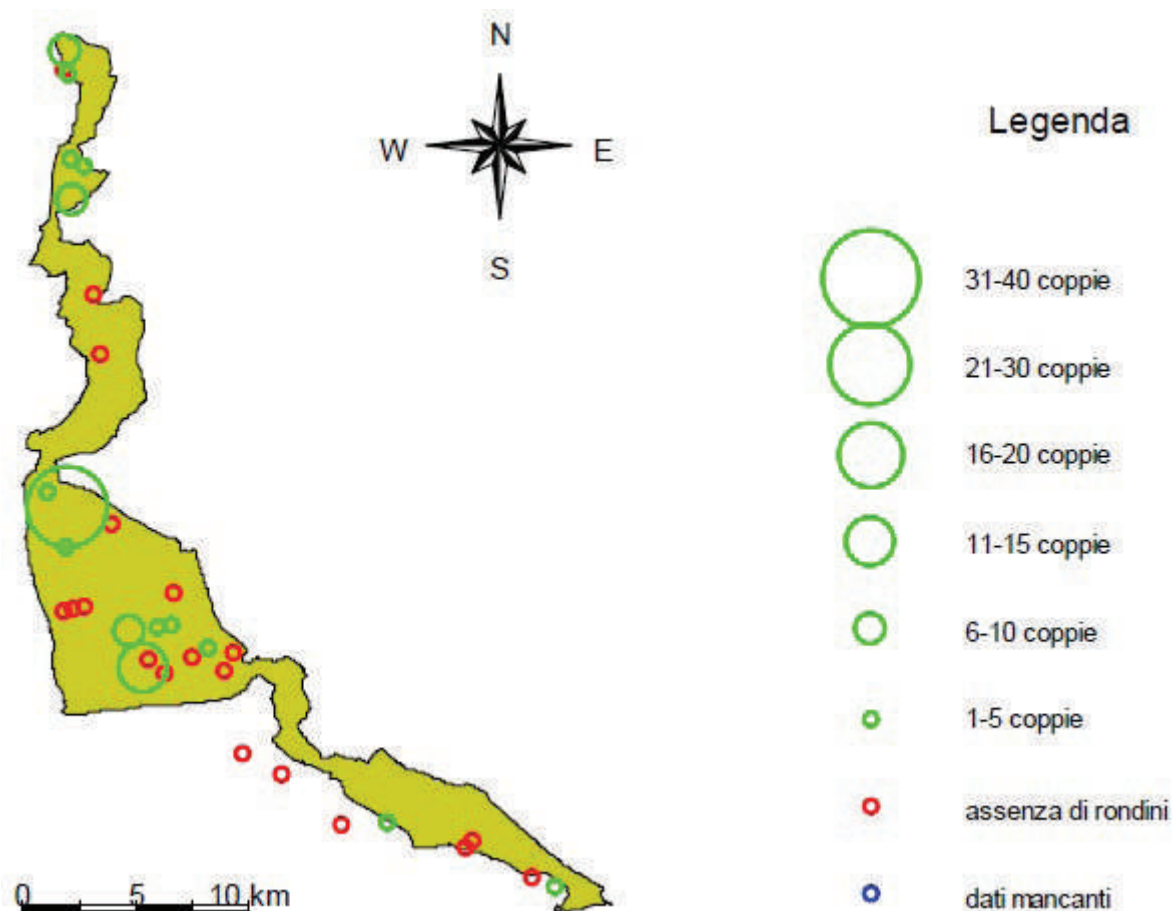 N
W E
S
Legenda
31-40 coppie
21-30 coppie
16-20 coppie
11-15 coppie
6-10 coppie
1-5 coppie
assenza di rondini
dati mancanti
0 5 10 km